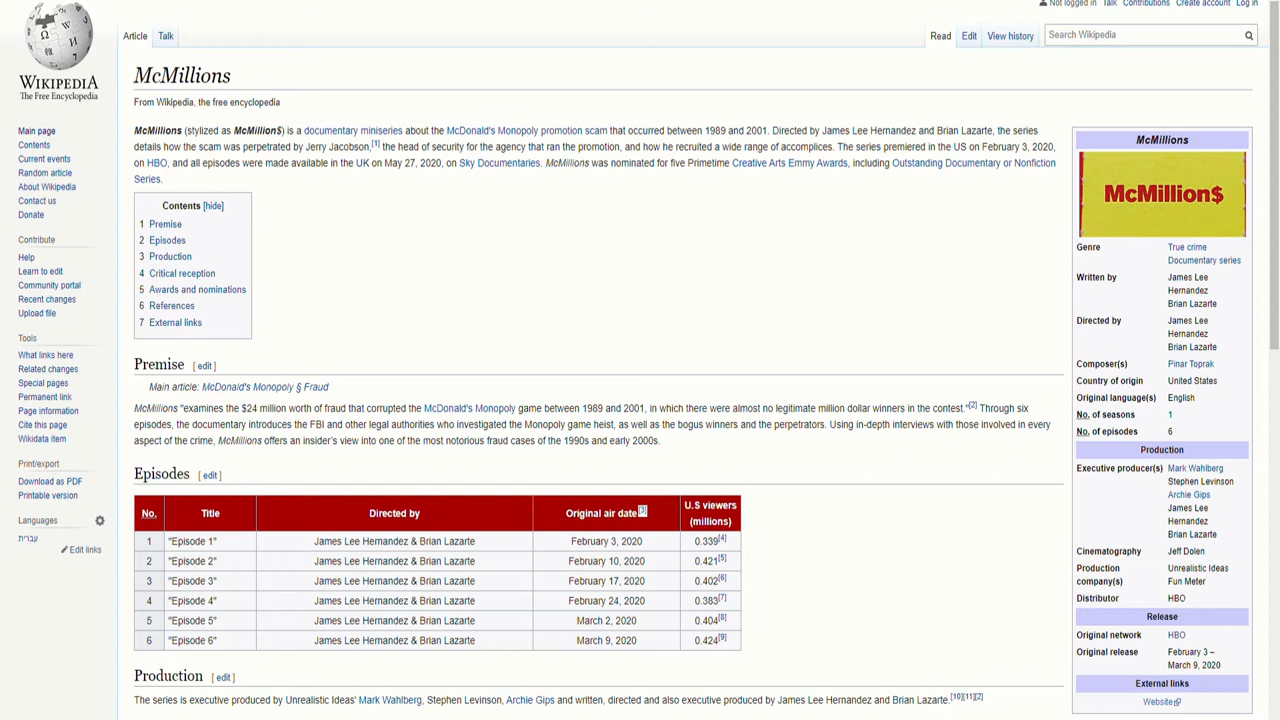 Not logged in Talk Contributions Create account Log in
WIKIPEDIA
The Free Encyclopedia
Article Talk
Read Edit View history Search Wikipedia
McMillions
From Wikipedia, the free encyclopedia
Main page
Contents
Current events
Random article
About Wikipedia
Contact us
Donate
Contribute
Help
Learn to edit
Community portal
Recent changes
Upload file
Tools
What links here
Related changes
Special pages
Permanent link
Page information
Cite this page
Wikidata item
Print/export
Download as PDF
Printable version
Languages
עברית
Edit links
McMillions (stylized as McMillion$) is a documentary miniseries about the McDonald's Monopoly promotion scam that occurred between 1989 and 2001. Directed by James Lee Hernandez and Brian Lazarte, the series
details how the scam was perpetrated by Jerry Jacobson,[1] the head of security for the agency that ran the promotion, and how he recruited a wide range of accomplices. The series premiered in the US on February 3, 2020,
on HBO, and all episodes were made available in the UK on May 27, 2020, on Sky Documentaries. McMillions was nominated for five Primetime Creative Arts Emmy Awards, including Outstanding Documentary or Nonfiction
Series.
Contents [hide]
1 Premise
2 Episodes
3 Production
4 Critical reception
5 Awards and nominations
6 References
7 External links
Premise [ edit ]
Main article: McDonald's Monopoly § Fraud
McMillions "examines the $24 million worth of fraud that corrupted the McDonald's Monopoly game between 1989 and 2001, in which there were almost no legitimate million dollar winners in the contest."[2] Through six
episodes, the documentary introduces the FBI and other legal authorities who investigated the Monopoly game heist, as well as the bogus winners and the perpetrators. Using in-depth interviews with those involved in every
aspect of the crime, McMillions offers an insider's view into one of the most notorious fraud cases of the 1990s and early 2000s.
Episodes [ edit ]
No. Title Directed by Original air date[3] U.S viewers
(millions)
1 "Episode 1" James Lee Hernandez & Brian Lazarte February 3, 2020 0.339[4]
2 "Episode 2" James Lee Hernandez & Brian Lazarte February 10, 2020 0.421[5]
3 "Episode 3" James Lee Hernandez & Brian Lazarte February 17, 2020 0.402[6]
4 "Episode 4" James Lee Hernandez & Brian Lazarte February 24, 2020 0.383[7]
5 "Episode 5" James Lee Hernandez & Brian Lazarte March 2, 2020 0.404[8]
6 "Episode 6" James Lee Hernandez & Brian Lazarte March 9, 2020 0.424[9]
Production [ edit ]
The series is executive produced by Unrealistic Ideas' Mark Wahlberg, Stephen Levinson, Archie Gips and written, directed and also executive produced by James Lee Hernandez and Brian Lazarte.[10][11][2]
McMillions
McMillion$
Genre True crime
Documentary series
Written by James Lee
Hernandez
Brian Lazarte
Directed by James Lee
Hernandez
Brian Lazarte
Composer(s) Pinar Toprak
Country of origin United States
Original language(s) English
No. of seasons 1
No. of episodes 6
Production
Executive producer(s) Mark Wahlberg
Stephen Levinson
Archie Gips
James Lee
Hernandez
Brian Lazarte
Cinematography Jeff Dolen
Production Unrealistic Ideas
company(s) Fun Meter
Distributor HBO
Release
Original network HBO
Original release February 3 –
March 9, 2020
External links
Website